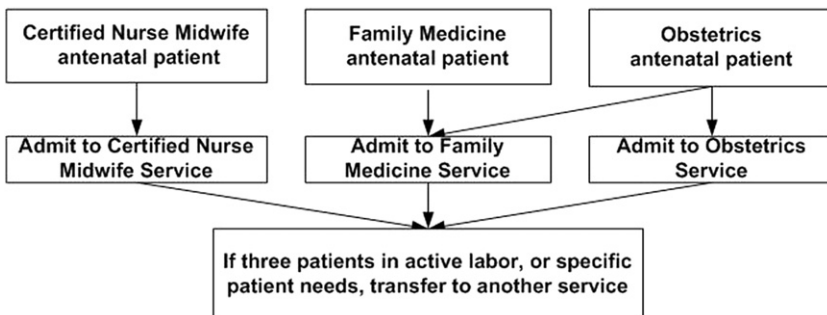 Certified Nurse Midwife
antenatal patient
Family Medicine
antenatal patient
Obstetrics
antenatal patient
Admit to Certified Nurse
Midwife Service
Admit to Family
Medicine Service
Admit to Obstetrics
Service
If three patients in active labor, or specific
patient needs, transfer to another service